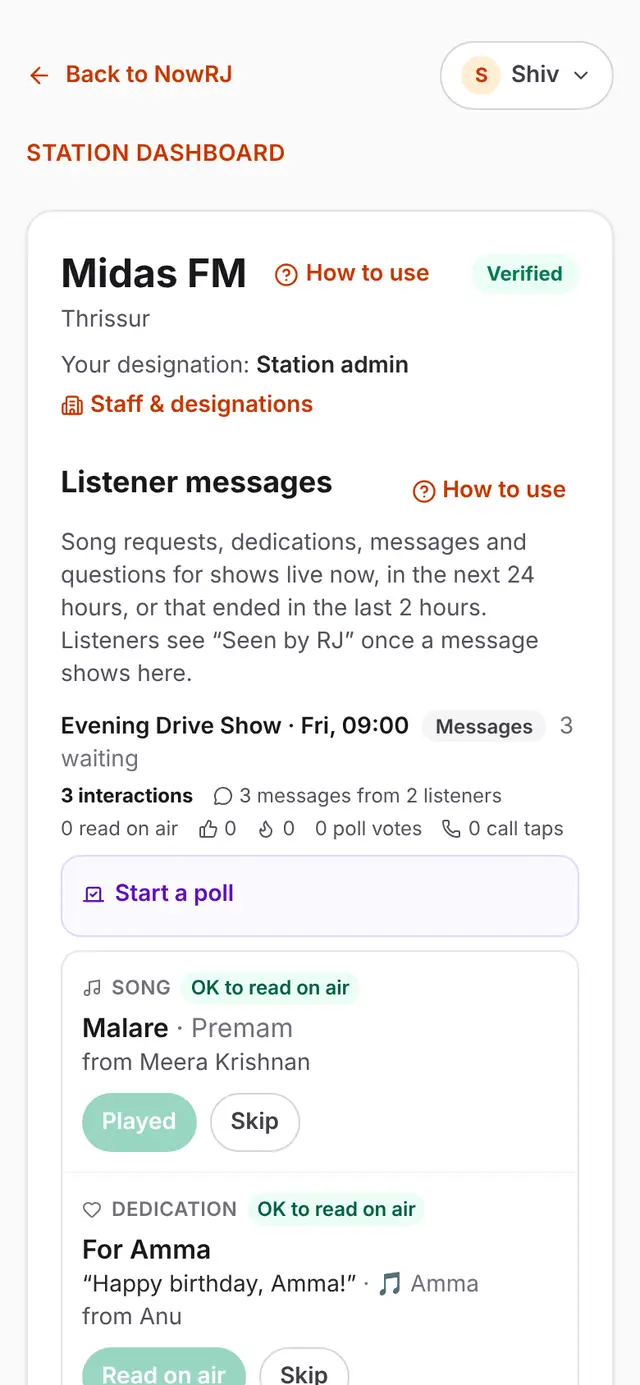 Back to NowRJ
S Shiv
STATION DASHBOARD
Midas FM How to use Verified
Thrissur
Your designation: Station admin
Staff & designations
Listener messages How to use
Song requests, dedications, messages and
questions for shows live now, in the next 24
hours, or that ended in the last 2 hours.
Listeners see “Seen by RJ” once a message
shows here.
Evening Drive Show · Fri, 09:00 Messages 3
waiting
3 interactions 3 messages from 2 listeners
0 read on air 0 0 0 poll votes 0 call taps
Start a poll
SONG OK to read on air
Malare · Premam
from Meera Krishnan
Played Skip
DEDICATION OK to read on air
For Amma
“Happy birthday, Amma!” · 🎵 Amma
from Anu
Read on air Skip